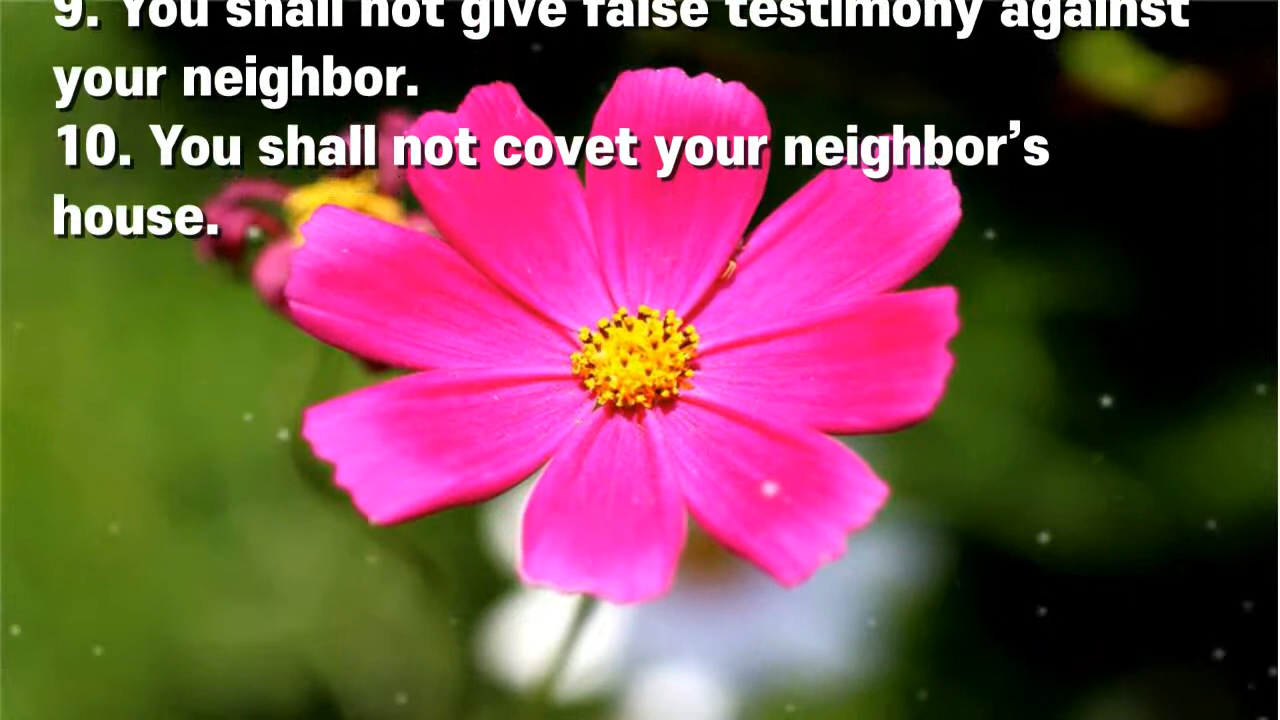 9. You shall not give false testimony against
your neighbor.
10. You shall not covet your neighbor’s
house.